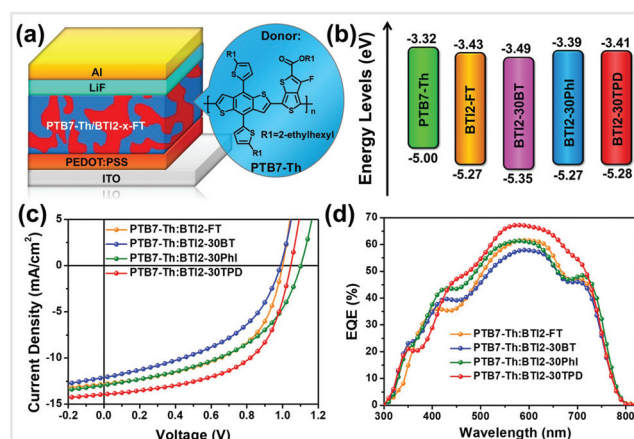 (a)
Al
LiF
PTB7-Th/BTI2-x-FT
PEDOT:PSS
ITO
Donor:
R1
S
S
OR1
O
F
S
S
S
n
S
R1
R1=2-ethylhexyl
PTB7-Th
(b)
Energy Levels (eV)
-3.32
-3.43
-3.49
-3.39
-3.41
PTB7-Th
BTI2-FT
BTI2-30BT
BTI2-30PhI
BTI2-30TPD
-5.00
-5.27
-5.35
-5.27
-5.28
(c)
PTB7-Th:BTI2-FT
PTB7-Th:BTI2-30BT
PTB7-Th:BTI2-30PhI
PTB7-Th:BTI2-30TPD
Current Density (mA/cm²)
5
0
-5
-10
-15
-0.2 0.0 0.2 0.4 0.6 0.8 1.0 1.2
Voltage (V)
(d)
EQE (%)
70
60
50
40
30
20
10
0
PTB7-Th:BTI2-FT
PTB7-Th:BTI2-30BT
PTB7-Th:BTI2-30PhI
PTB7-Th:BTI2-30TPD
300 400 500 600 700 800
Wavelength (nm)